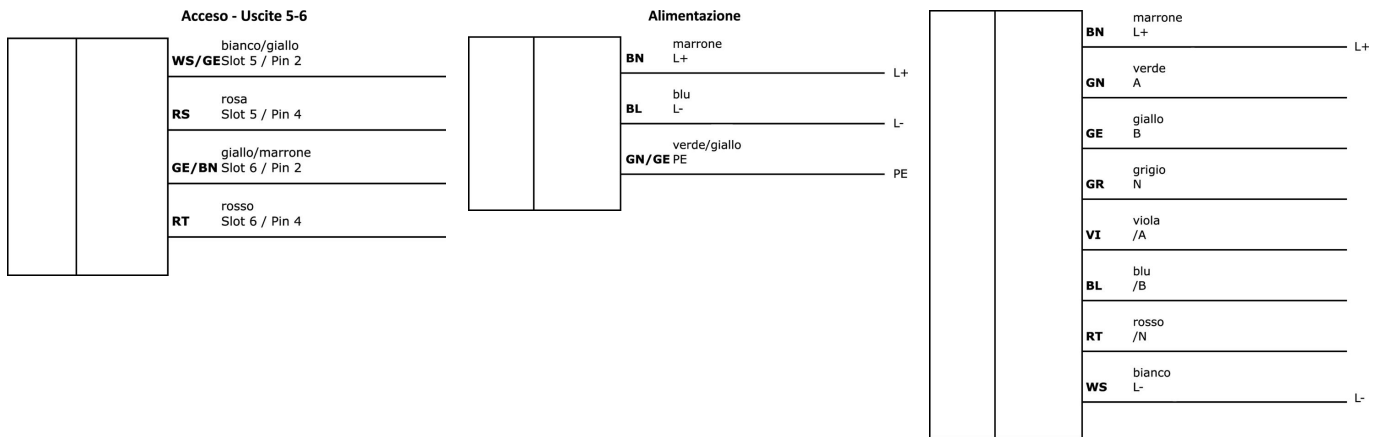 Acceso - Uscite 5-6
bianco/giallo
WS/GE Slot 5 / Pin 2
rosa
RS Slot 5 / Pin 4
giallo/marrone
GE/BN Slot 6 / Pin 2
rosso
RT Slot 6 / Pin 4
Alimentazione
marrone
BN L+
L+
blu
BL L-
L-
verde/giallo
GN/GE PE
PE
marrone
BN L+
L+
verde
GN A
giallo
GE B
grigio
GR N
viola
VI /A
blu
BL /B
rosso
RT /N
bianco
WS L-
L-